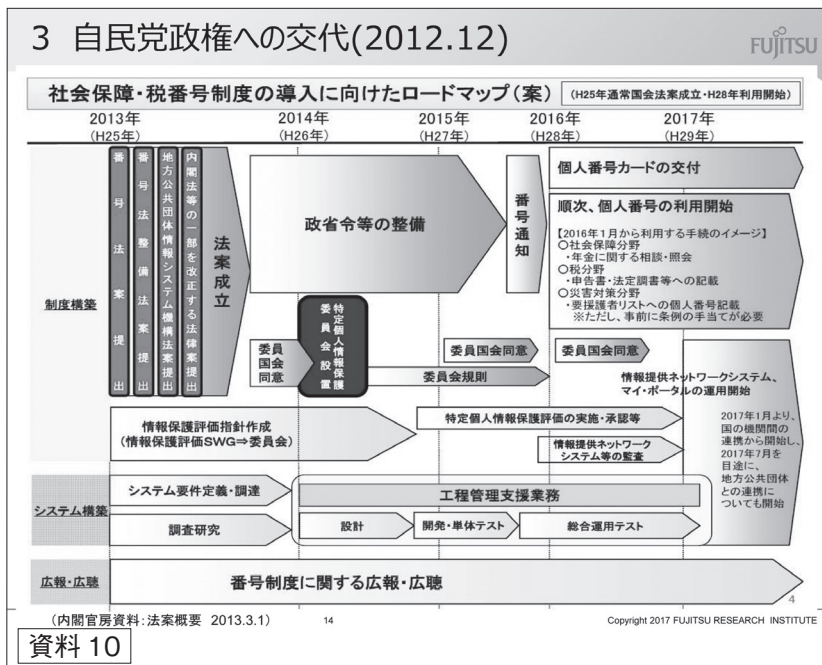 3 自民党政権への交代(2012.12)
FUJITSU
社会保障・税番号制度の導入に向けたロードマップ(案)
(H25年通常国会法案成立・H28年利用開始)
2013年
(H25年)
2014年
(H26年)
2015年
(H27年)
2016年
(H28年)
2017年
(H29年)
制度構築
番号法案提出
番号法整備法案提出
地方公共団体情報システム機構法案提出
内閣法等の一部を改正する法律案提出
法案成立
政省令等の整備
番号通知
個人番号カードの交付
順次、個人番号の利用開始
【2016年1月から利用する手続のイメージ】
○社会保障分野
・年金に関する相談・照会
○税分野
・申告書・法定調書等への記載
○災害対策分野
・要援護者リストへの個人番号記載
※ただし、事前に条例の手当てが必要
委員
国会
同意
特定個人情報保護
委員会設置
委員国会同意
委員国会同意
委員会規則
情報提供ネットワークシステム、
マイ・ポータルの運用開始
2017年1月より、
国の機関間の
連携から開始し、
2017年7月を
目途に、
地方公共団体
との連携に
ついても開始
情報保護評価指針作成
(情報保護評価SWG⇒委員会)
特定個人情報保護評価の実施・承認等
情報提供ネットワーク
システム等の監査
システム構築
システム要件定義・調達
調査研究
工程管理支援業務
設計
開発・単体テスト
総合運用テスト
広報・広聴
番号制度に関する広報・広聴
4
(内閣官房資料:法案概要 2013.3.1)
14
Copyright 2017 FUJITSU RESEARCH INSTITUTE
資料 10